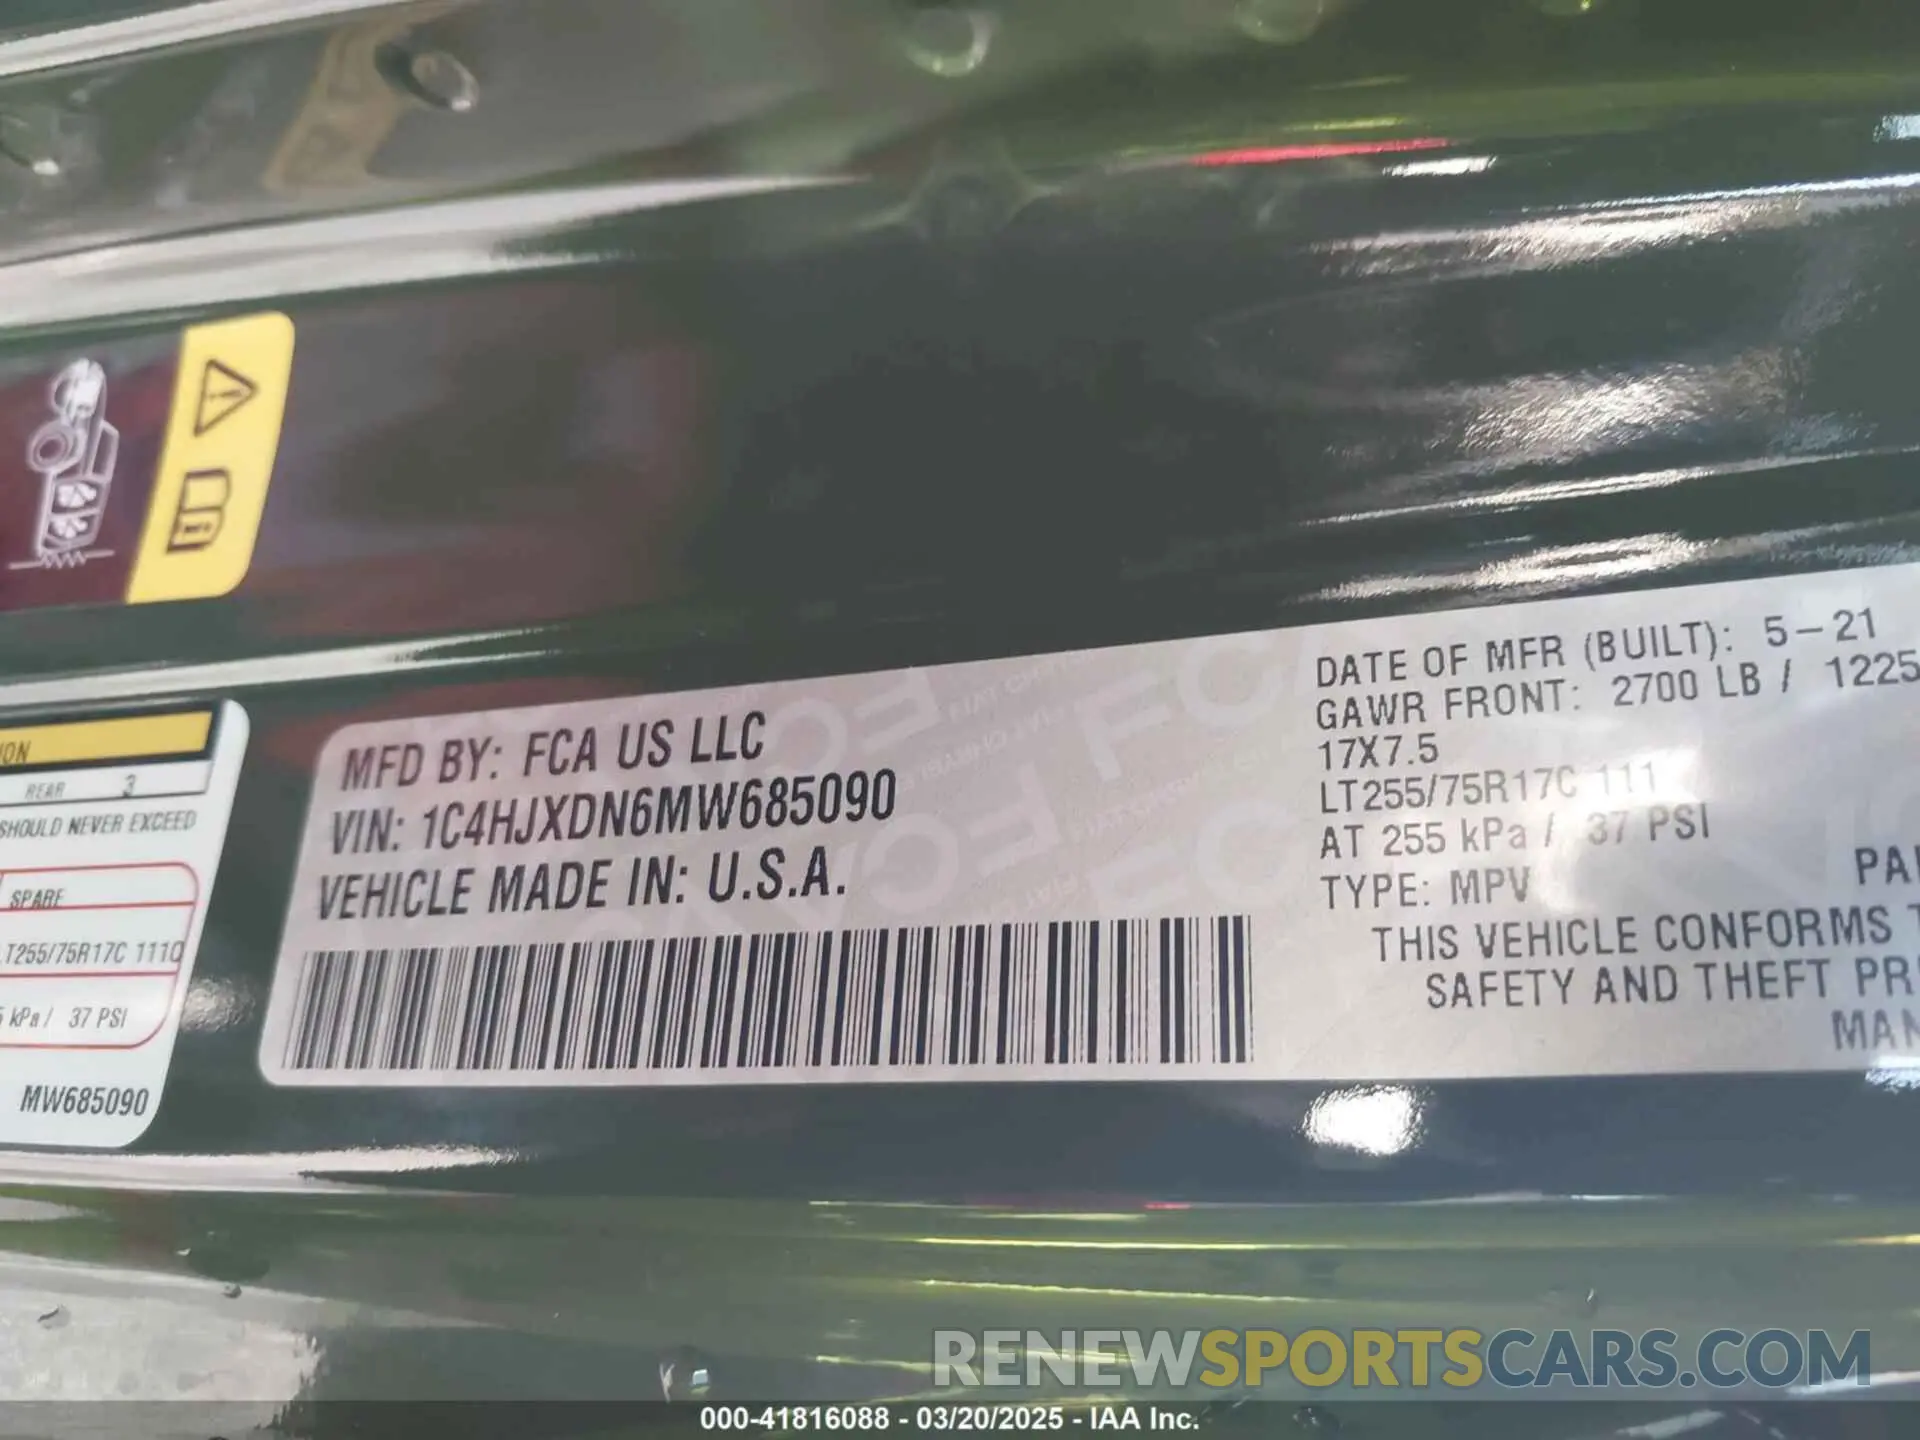 ION
REAR 3
SHOULD NEVER EXCEED
SPARE
LT255/75R17C 111Q
5 kPa / 37 PSI
MW685090
MFD BY: FCA US LLC
VIN: 1C4HJXDN6MW685090
VEHICLE MADE IN: U.S.A.
DATE OF MFR (BUILT): 5-21
GAWR FRONT: 2700 LB / 1225
17X7.5
LT255/75R17C 111
AT 255 kPa / 37 PSI
TYPE: MPV
THIS VEHICLE CONFORMS
SAFETY AND THEFT
FCA
RENEWSPORTSCARS.COM
000-41816088 - 03/20/2025 - IAA Inc.